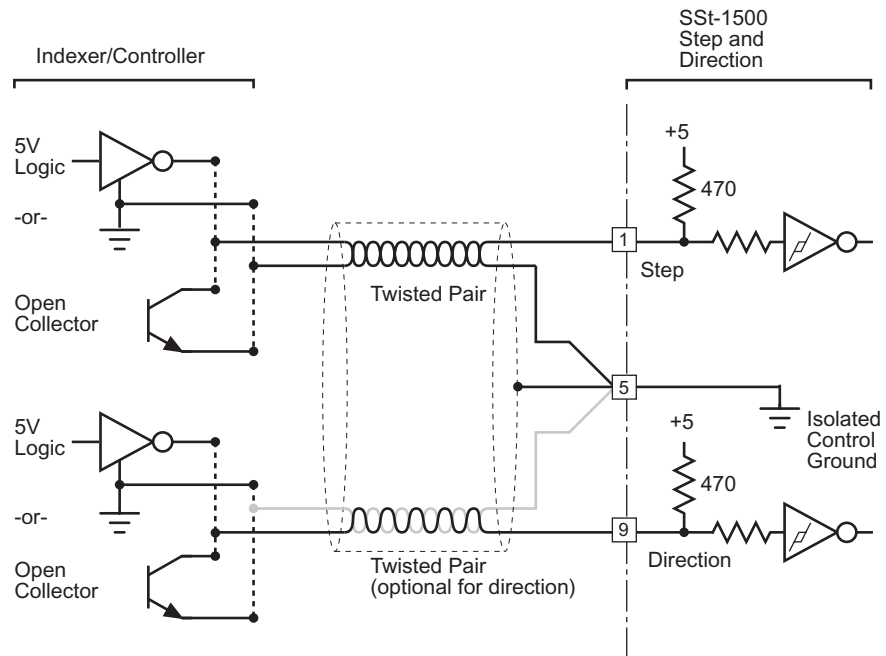 SSt-1500
Step and
Direction
Indexer/Controller
+5
5V
Logic
470
-or-
1
Step
Open
Collector
Twisted Pair
5
+5
Isolated
Control
Ground
5V
Logic
470
-or-
9
Direction
Open
Collector
Twisted Pair
(optional for direction)